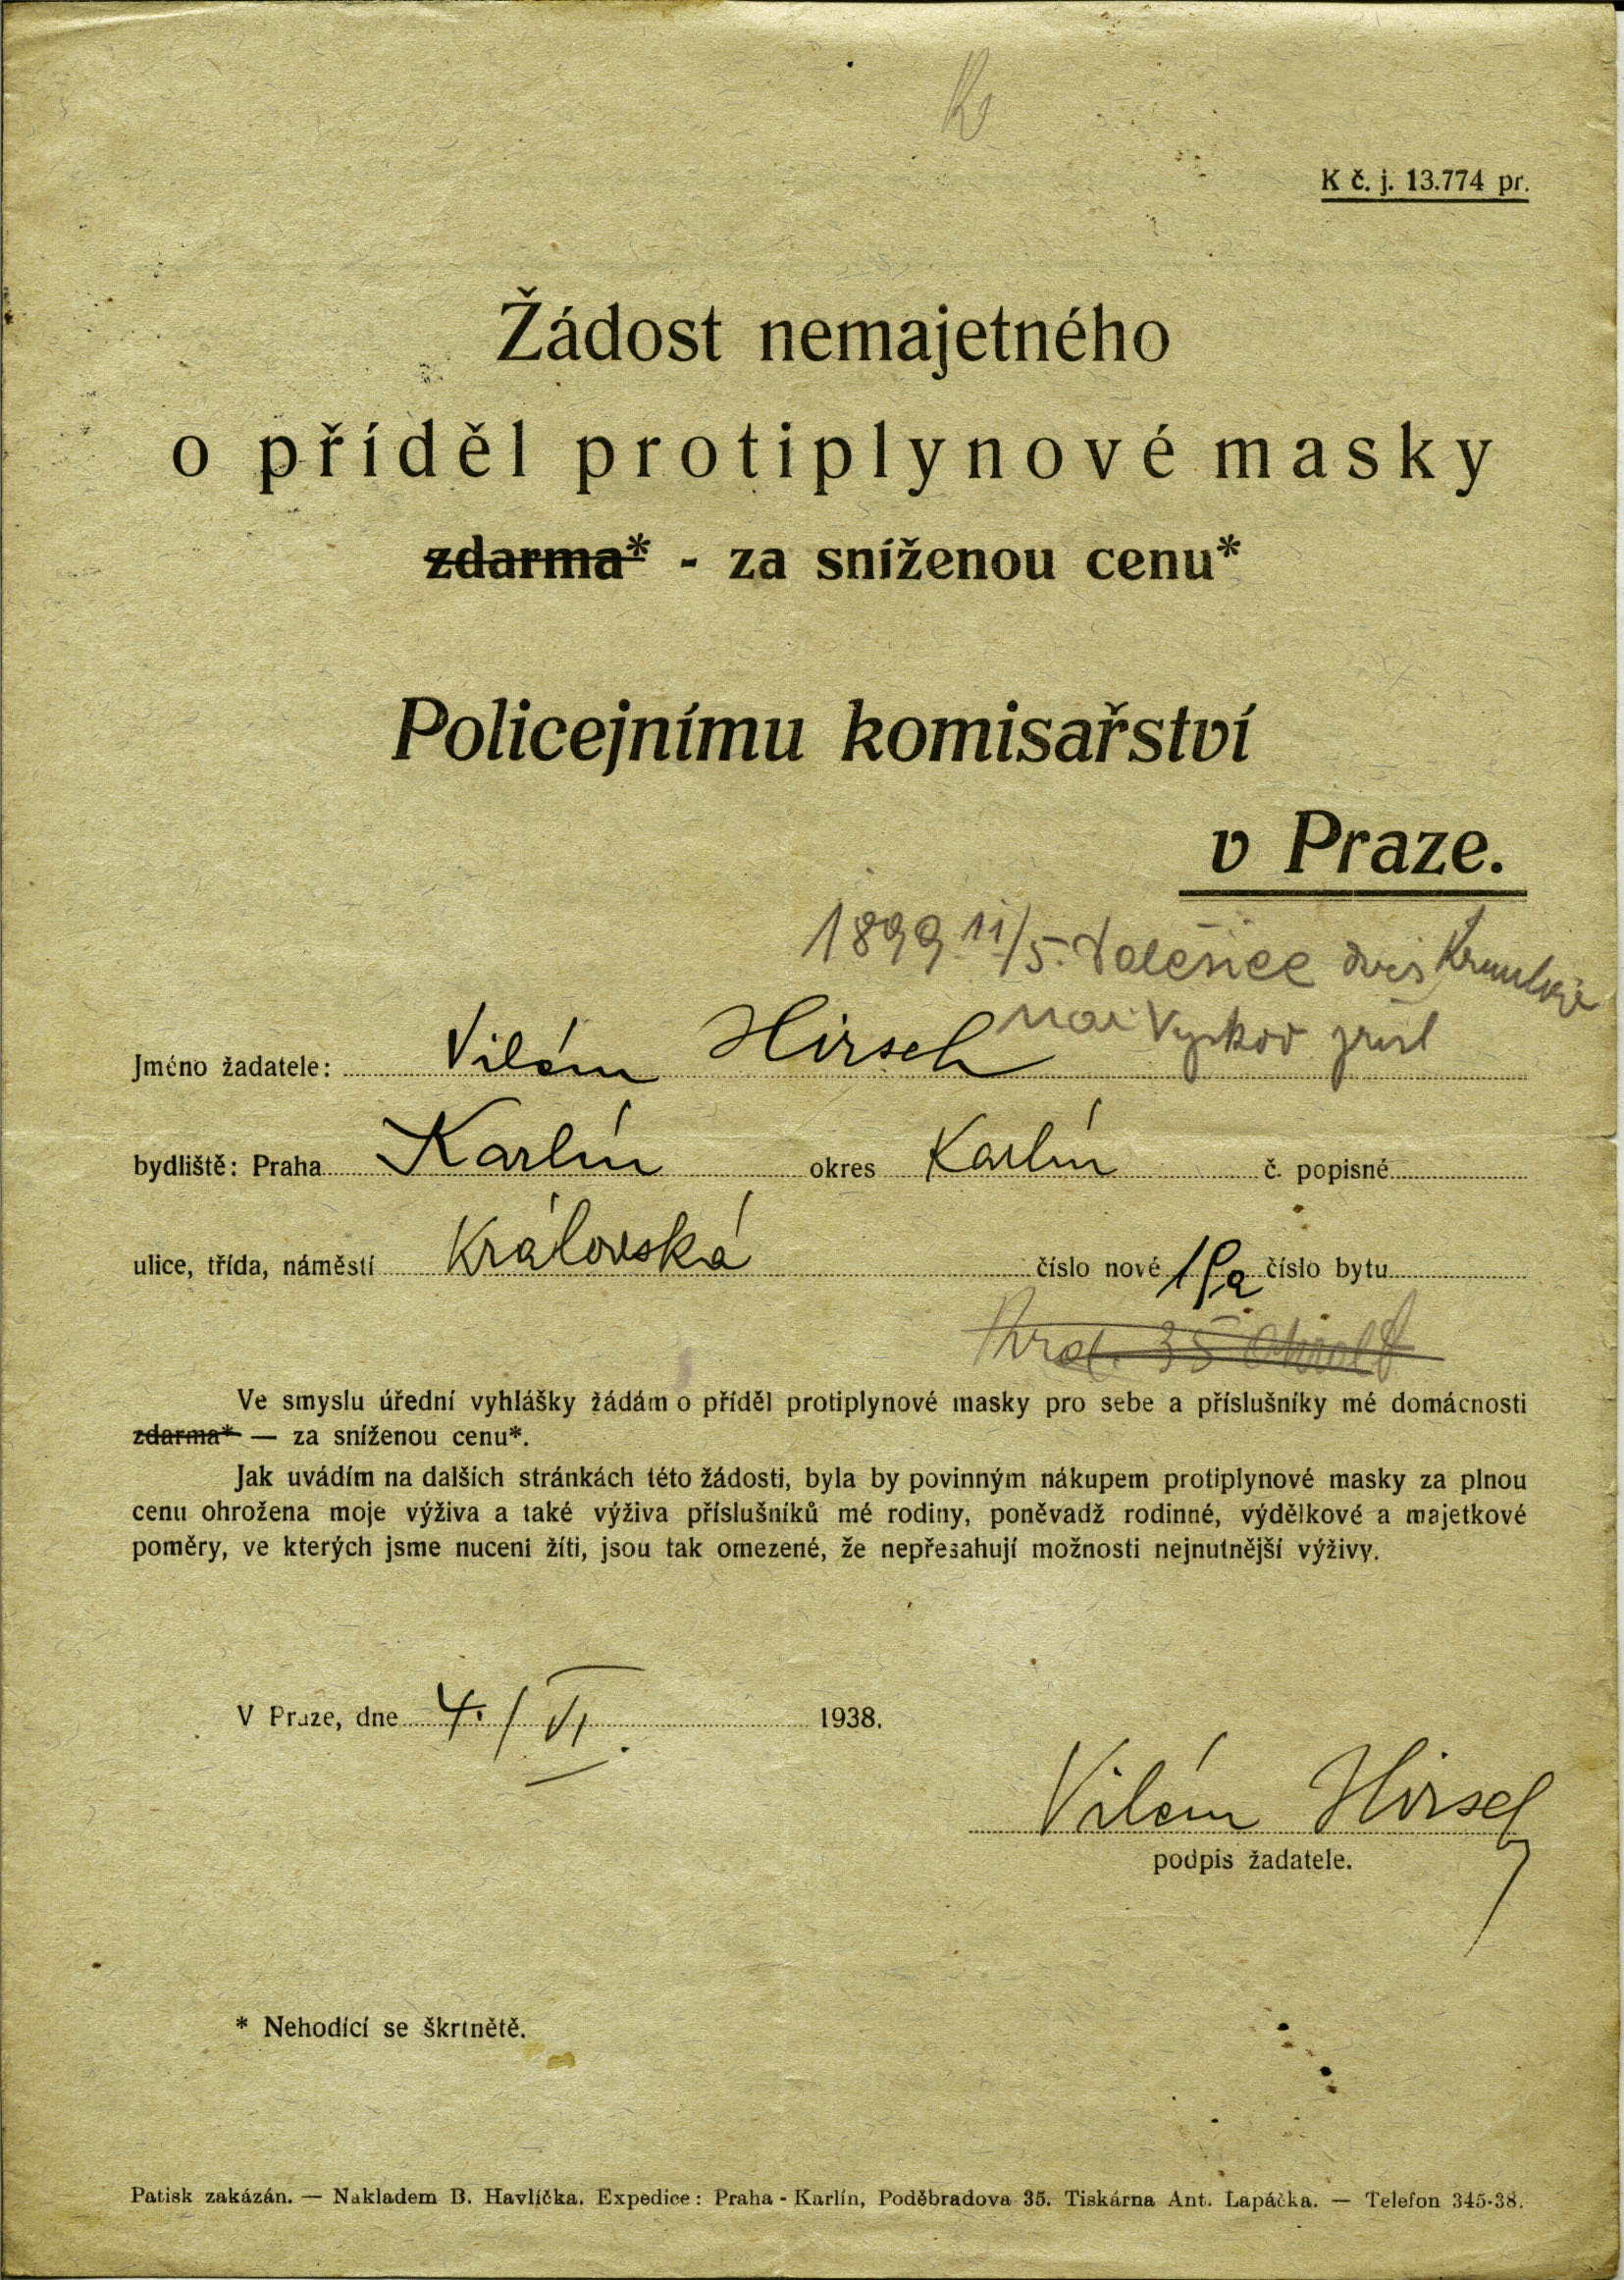 K č. j. 13.774 pr.
Žádost nemajetného
o příděl protiplynové masky
zdarma* - za sníženou cenu*
Policejnímu komisařství
v Praze.
1899 11/5. Valešice
Vyškov
Jméno žadatele: Vilém Hirsch
bydliště: Praha Karlín okres Karlín č. popisné
ulice, třída, náměstí Královská číslo nové číslo bytu
Ve smyslu úřední vyhlášky žádám o příděl protiplynové masky pro sebe a příslušníky mé domácnosti
zdarma* — za sníženou cenu*.
Jak uvádím na dalších stránkách této žádosti, byla by povinným nákupem protiplynové masky za plnou
cenu ohrožena moje výživa a také výživa příslušníků mé rodiny, poněvadž rodinné, výdělkové a majetkové
poměry, ve kterých jsme nuceni žíti, jsou tak omezené, že nepřesahují možnosti nejnutnější výživy.
V Praze, dne 4./VI. 1938.
Vilém Hirsch
podpis žadatele.
* Nehodící se škrtnětě.
Patisk zakázán. — Nakladem B. Havlíčka. Expedice: Praha - Karlín, Poděbradova 35. Tiskárna Ant. Lapáčka. — Telefon 345-38.